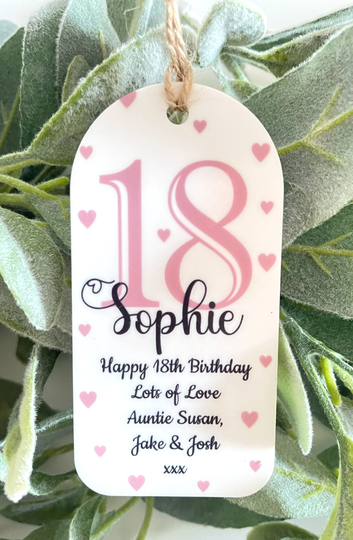 18
Sophie
Happy 18th Birthday
Lots of Love
Auntie Susan,
Jake & Josh
xxx